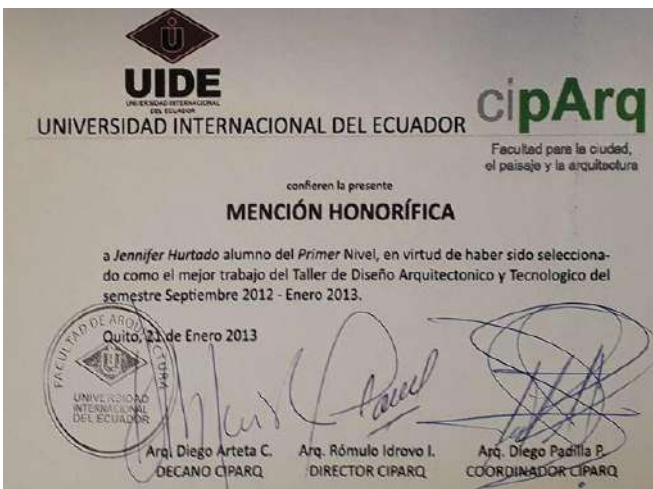 UIDE
UNIVERSIDAD INTERNACIONAL
DEL ECUADOR
UNIVERSIDAD INTERNACIONAL DEL ECUADOR
cipArq
Facultad para la ciudad,
el paisaje y la arquitectura
confieren la presente
MENCIÓN HONORÍFICA
a Jennifer Hurtado alumno del Primer Nivel, en virtud de haber sido selecciona-
do como el mejor trabajo del Taller de Diseño Arquitectonico y Tecnologico del
semestre Septiembre 2012 - Enero 2013.
Quito, 21 de Enero 2013
FACULTAD DE ARQUITECTURA
UNIVERSIDAD
INTERNACIONAL
DEL ECUADOR
Arq. Diego Arteta C.
DECANO CIPARQ
Arq. Rómulo Idrovo I.
DIRECTOR CIPARQ
Arq. Diego Padilla P.
COORDINADOR CIPARQ